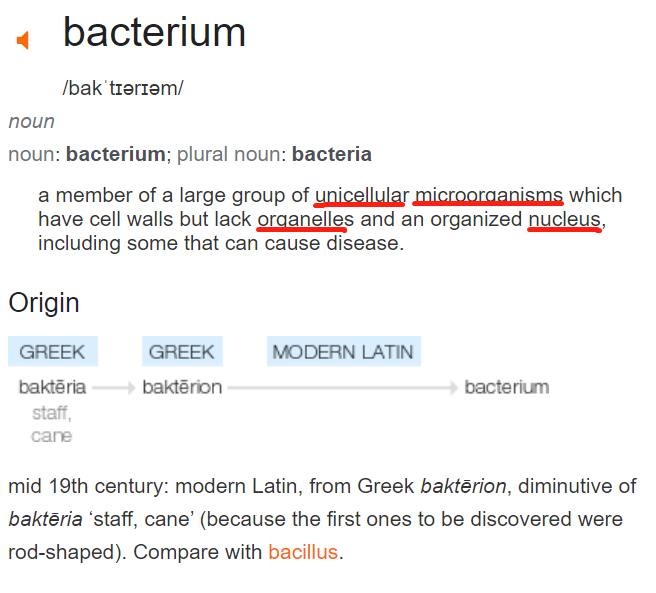 bacterium
/bakˈtɪərɪəm/
noun
noun: bacterium; plural noun: bacteria
a member of a large group of unicellular microorganisms which
have cell walls but lack organelles and an organized nucleus,
including some that can cause disease.
Origin
GREEK GREEK MODERN LATIN
baktēria baktērion bacterium
staff,
cane
mid 19th century: modern Latin, from Greek baktērion, diminutive of
baktēria ‘staff, cane’ (because the first ones to be discovered were
rod-shaped). Compare with bacillus.